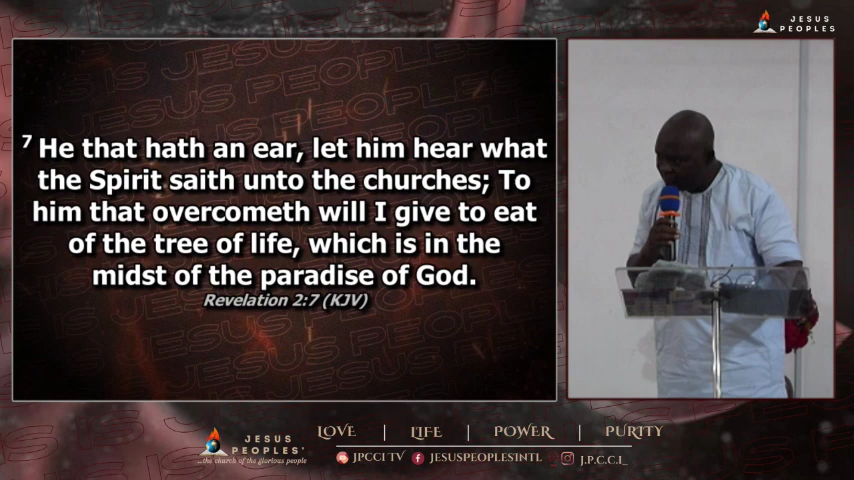 JESUS
PEOPLES
7 He that hath an ear, let him hear what
the Spirit saith unto the churches; To
him that overcometh will I give to eat
of the tree of life, which is in the
midst of the paradise of God.
Revelation 2:7 (KJV)
JESUS
PEOPLES'
...the church of the glorious people
LOVE | LIFE | POWER | PURITY
JPCCI TV JESUSPEOPLESINTL J.P.C.C.I_